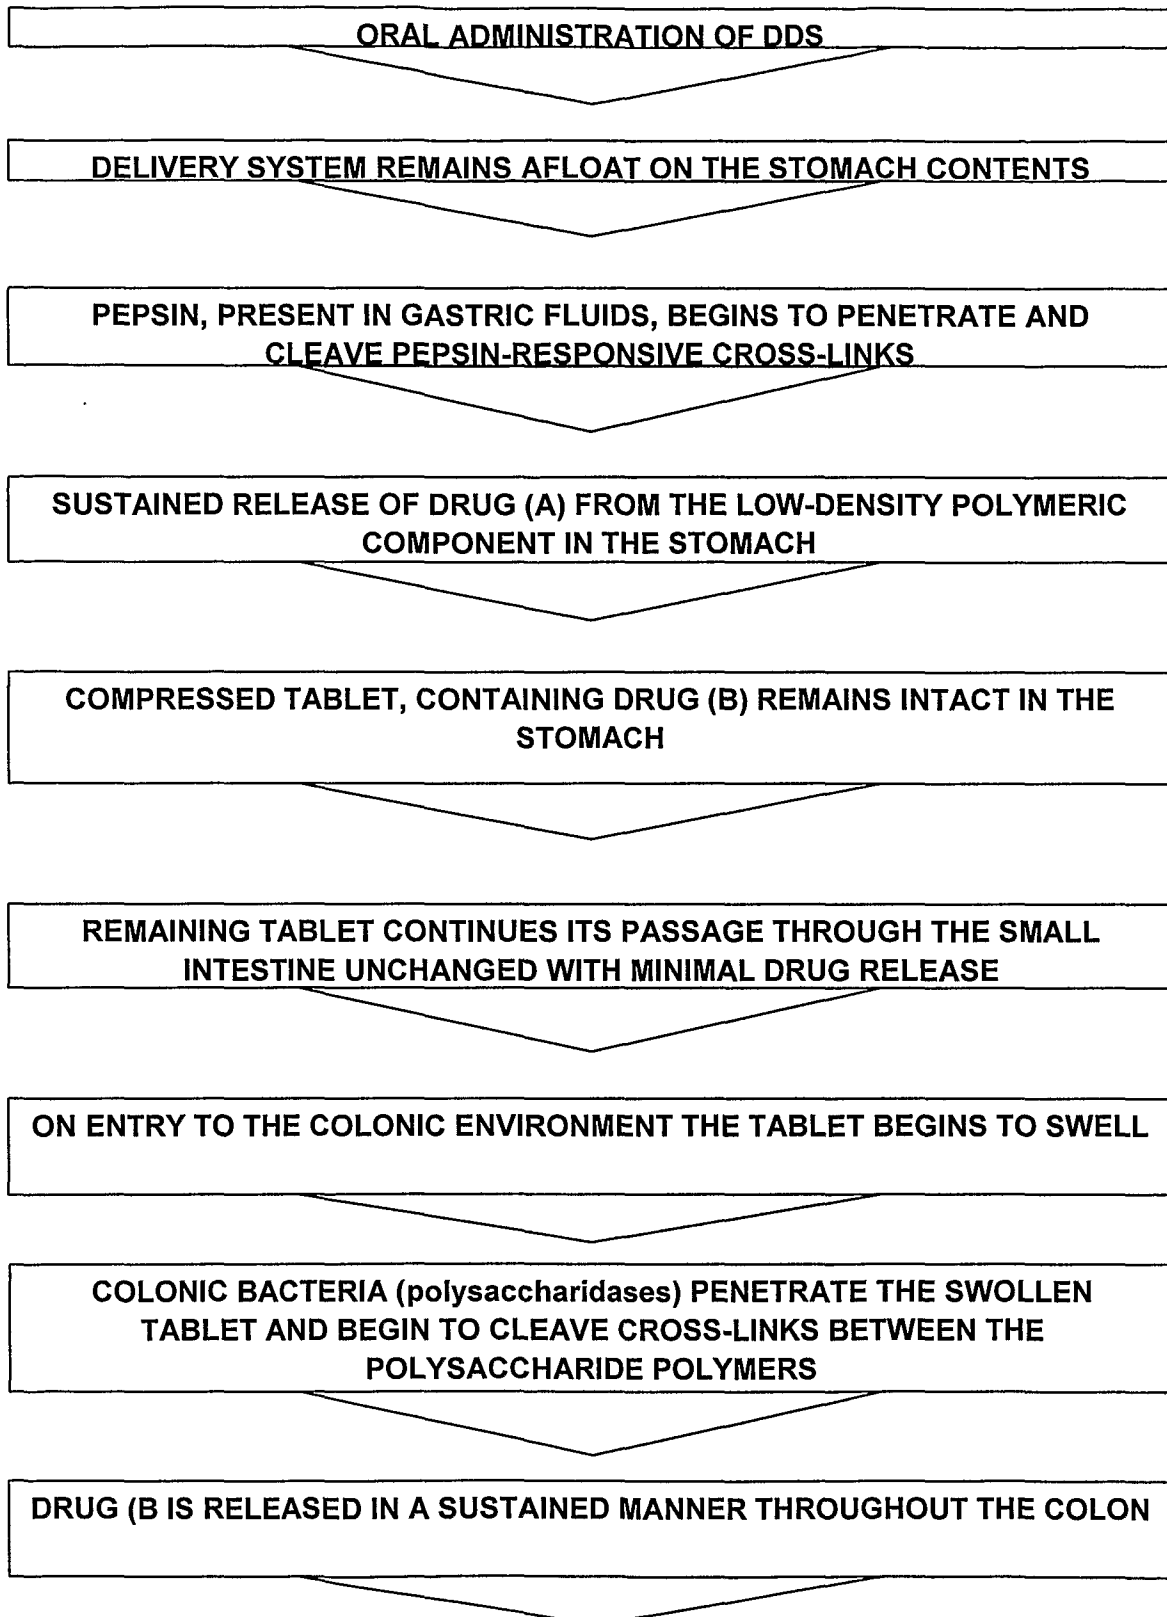 ORAL ADMINISTRATION OF DDS
DELIVERY SYSTEM REMAINS AFLOAT ON THE STOMACH CONTENTS
PEPSIN, PRESENT IN GASTRIC FLUIDS, BEGINS TO PENETRATE AND
CLEAVE PEPSIN-RESPONSIVE CROSS-LINKS
SUSTAINED RELEASE OF DRUG (A) FROM THE LOW-DENSITY POLYMERIC
COMPONENT IN THE STOMACH
COMPRESSED TABLET, CONTAINING DRUG (B) REMAINS INTACT IN THE
STOMACH
REMAINING TABLET CONTINUES ITS PASSAGE THROUGH THE SMALL
INTESTINE UNCHANGED WITH MINIMAL DRUG RELEASE
ON ENTRY TO THE COLONIC ENVIRONMENT THE TABLET BEGINS TO SWELL
COLONIC BACTERIA (polysaccharidases) PENETRATE THE SWOLLEN
TABLET AND BEGIN TO CLEAVE CROSS-LINKS BETWEEN THE
POLYSACCHARIDE POLYMERS
DRUG (B IS RELEASED IN A SUSTAINED MANNER THROUGHOUT THE COLON